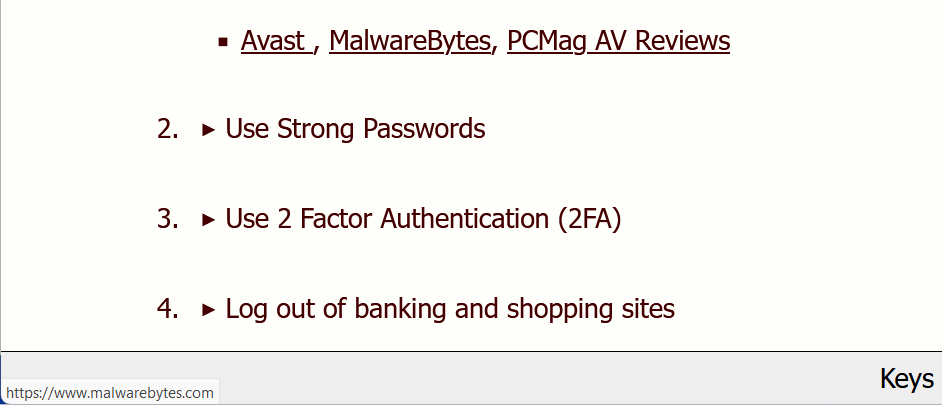 ▪ Avast , MalwareBytes, PCMag AV Reviews
2. ► Use Strong Passwords
3. ► Use 2 Factor Authentication (2FA)
4. ► Log out of banking and shopping sites
Keys
https://www.malwarebytes.com